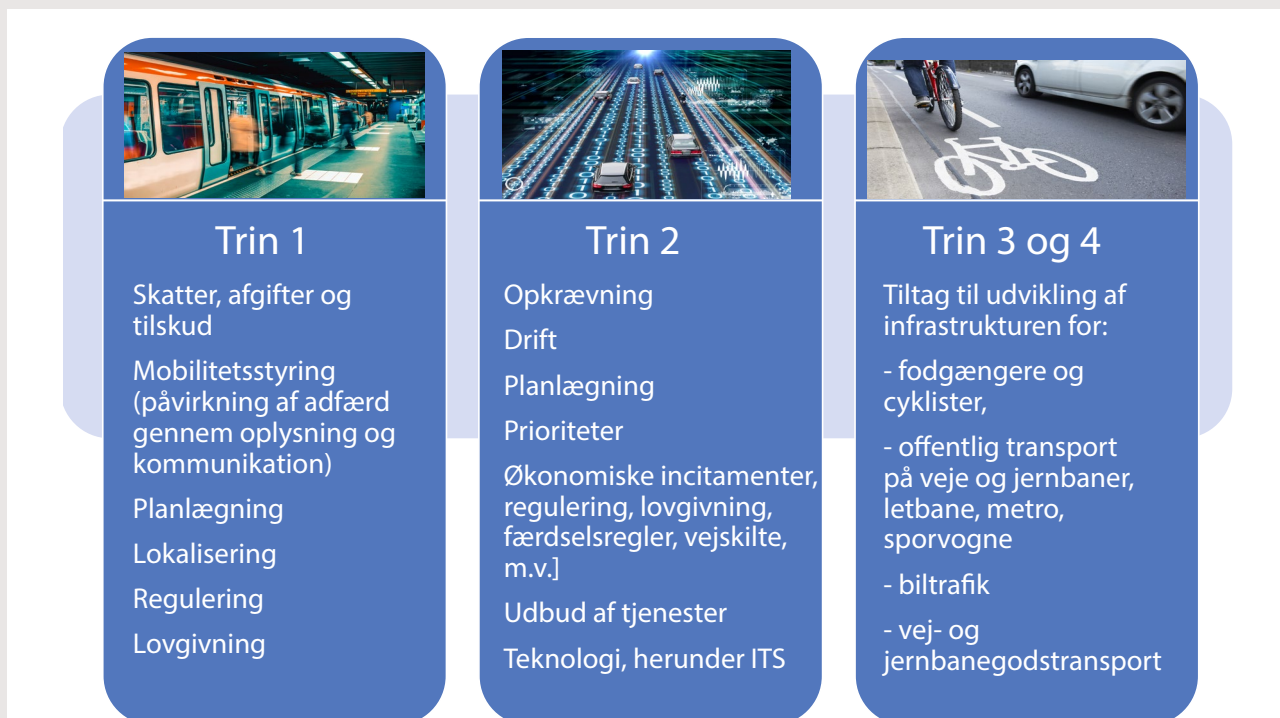 Trin 1
Skatter, afgifter og
tilskud
Mobilitetsstyring
(påvirkning af adfærd
gennem oplysning og
kommunikation)
Planlægning
Lokalisering
Regulering
Lovgivning
Trin 2
Opkrævning
Drift
Planlægning
Prioriteter
Økonomiske incitamenter,
regulering, lovgivning,
færdselsregler, vejskilte,
m.v.]
Udbud af tjenester
Teknologi, herunder ITS
Trin 3 og 4
Tiltag til udvikling af
infrastrukturen for:
- fodgængere og
cyklister,
- offentlig transport
på veje og jernbaner,
letbane, metro,
sporvogne
- biltrafik
- vej- og
jernbanegodstransport